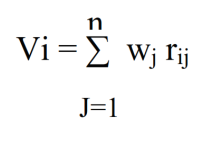 n
Vi = ∑ wj rij
J=1